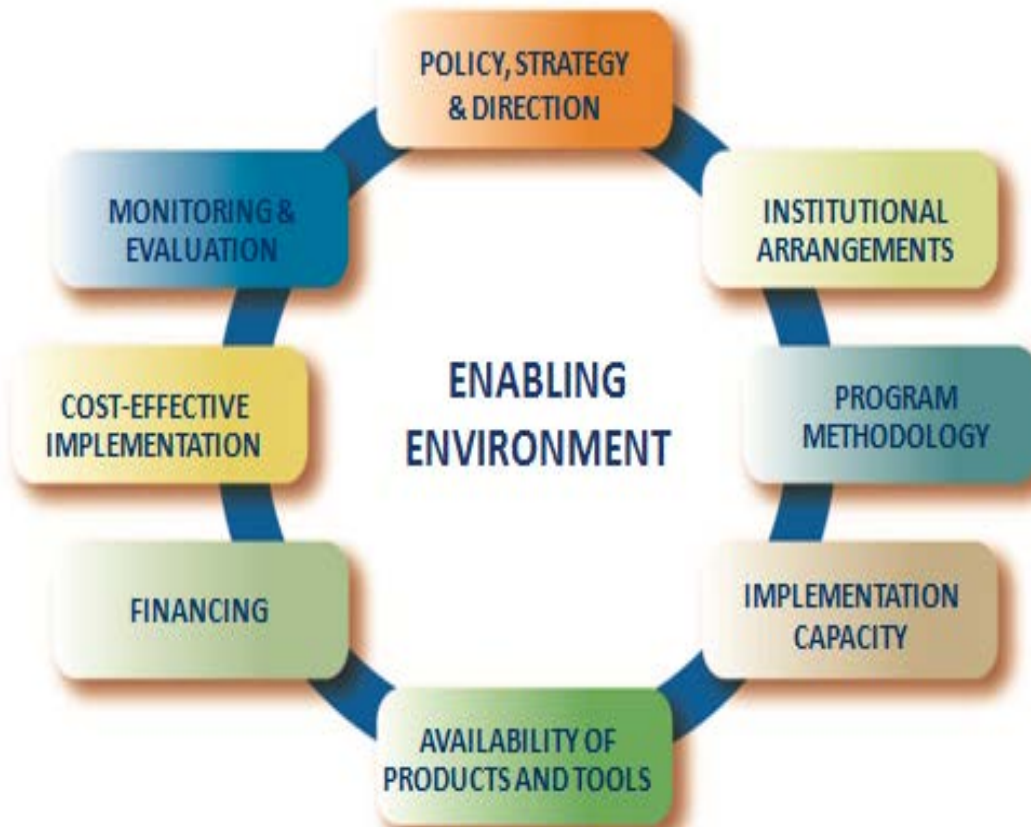 POLICY, STRATEGY
& DIRECTION
INSTITUTIONAL
ARRANGEMENTS
PROGRAM
METHODOLOGY
IMPLEMENTATION
CAPACITY
AVAILABILITY OF
PRODUCTS AND TOOLS
FINANCING
COST-EFFECTIVE
IMPLEMENTATION
MONITORING &
EVALUATION
ENABLING
ENVIRONMENT